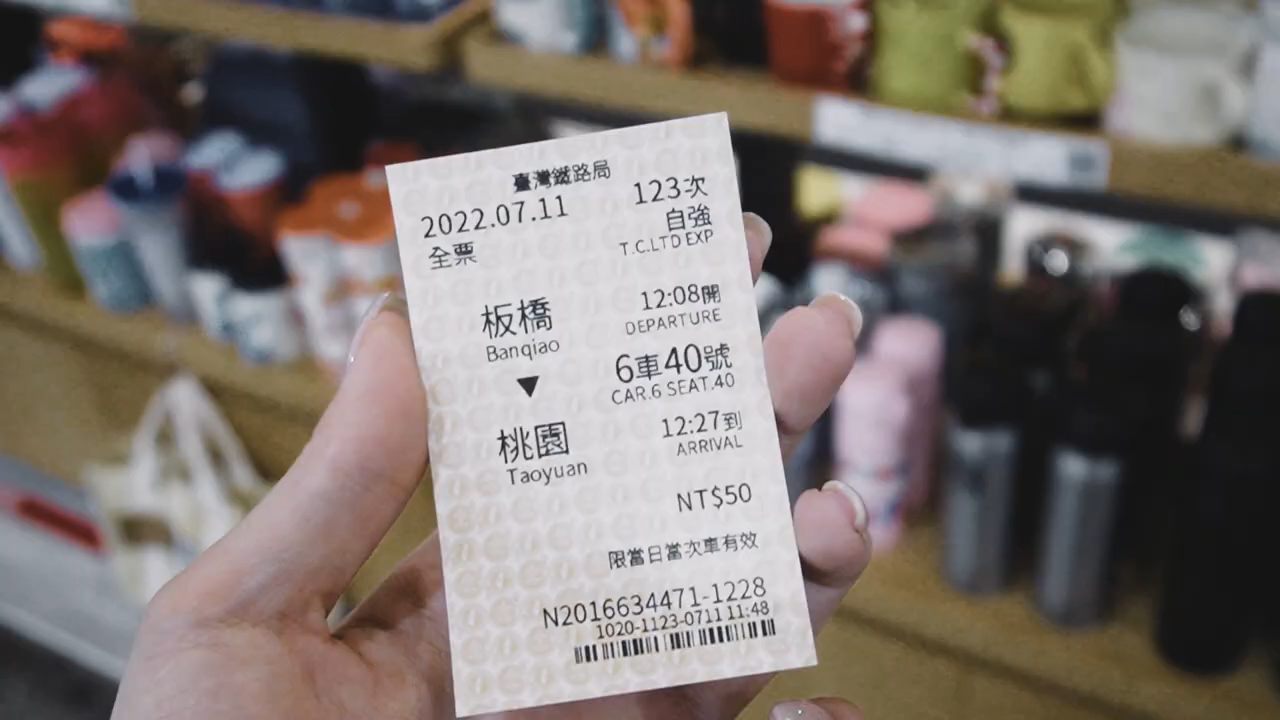 臺灣鐵路局
2022.07.11
123次
全票
自強
T.C.LTD EXP
板橋
Banqiao
12:08開
DEPARTURE
▼
6車40號
CAR.6 SEAT.40
桃園
Taoyuan
12:27到
ARRIVAL
NT$50
限當日當次車有效
N2016634471-1228
1020-1123-0711 11:48